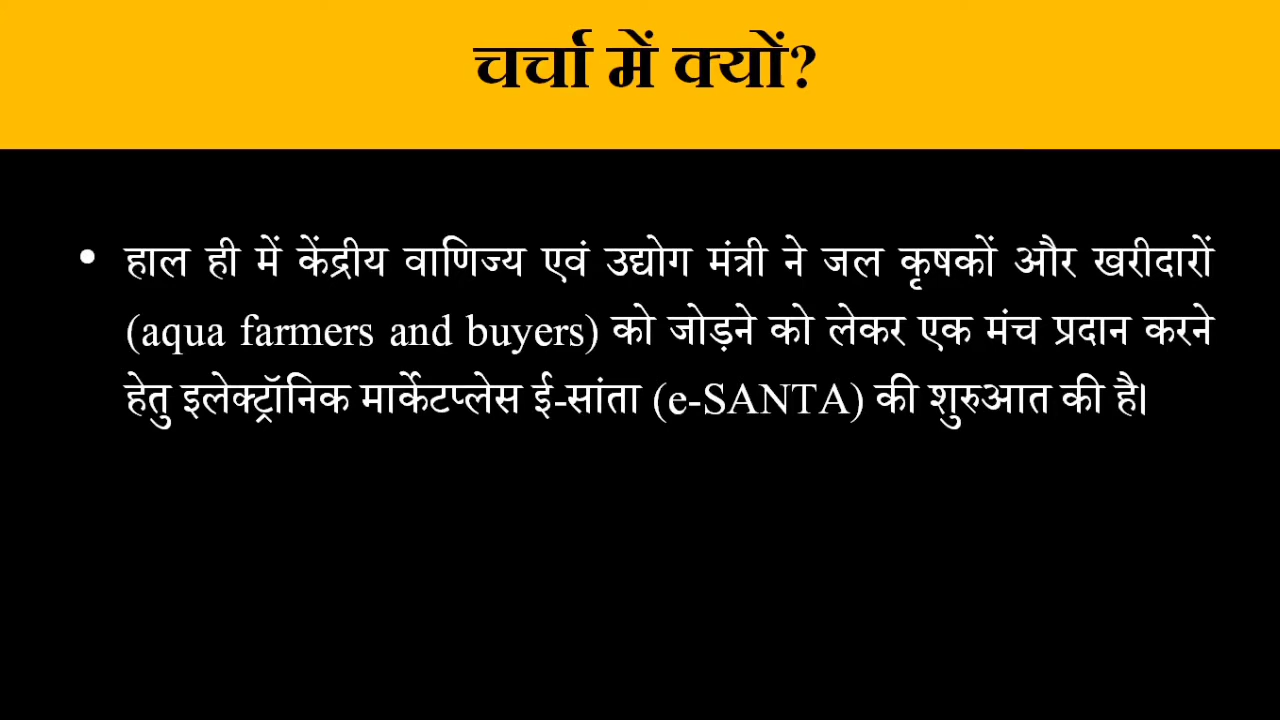 चर्चा में क्यों?
• हाल ही में केंद्रीय वाणिज्य एवं उद्योग मंत्री ने जल कृषकों और खरीदारों
(aqua farmers and buyers) को जोड़ने को लेकर एक मंच प्रदान करने
हेतु इलेक्ट्रॉनिक मार्केटप्लेस ई-सांता (e-SANTA) की शुरुआत की है।